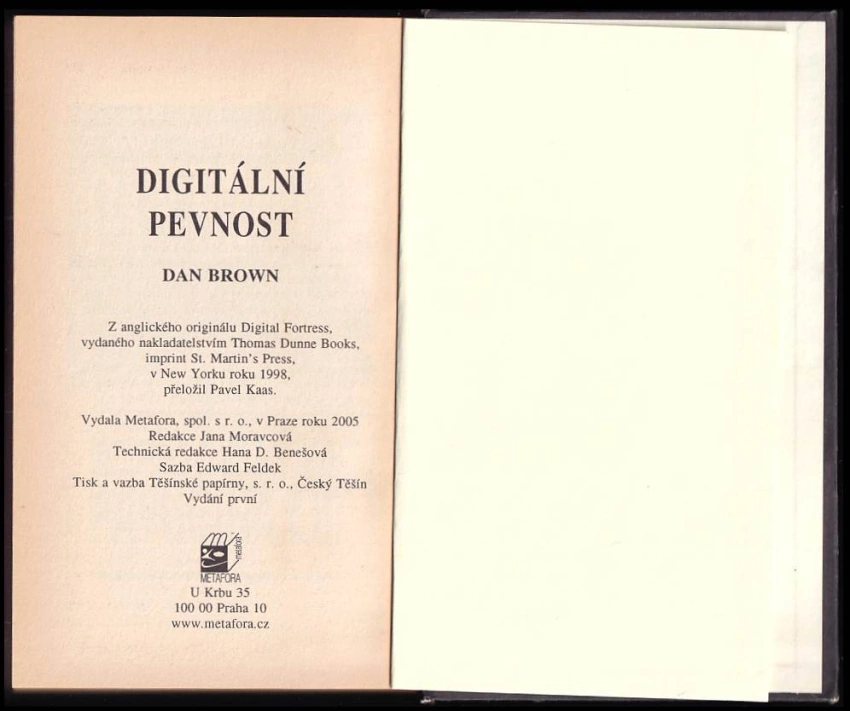 DIGITÁLNÍ
PEVNOST
DAN BROWN
Z anglického originálu Digital Fortress,
vydaného nakladatelstvím Thomas Dunne Books,
imprint St. Martin's Press,
v New Yorku roku 1998,
přeložil Pavel Kaas.
Vydala Metafora, spol. s r. o., v Praze roku 2005
Redakce Jana Moravcová
Technická redakce Hana D. Benešová
Sazba Edward Feldek
Tisk a vazba Těšínské papírny, s. r. o., Český Těšín
Vydání první
metafora
METAFORA
U Krbu 35
100 00 Praha 10
www.metafora.cz